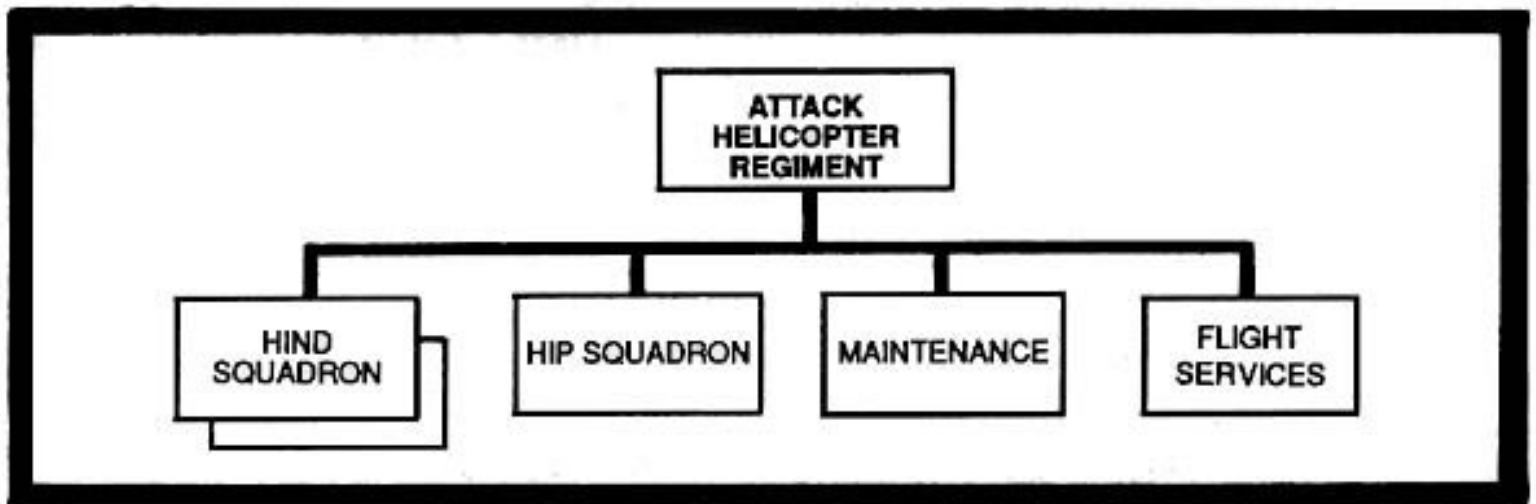 ATTACK
HELICOPTER
REGIMENT
HIND
SQUADRON
HIP SQUADRON
MAINTENANCE
FLIGHT
SERVICES